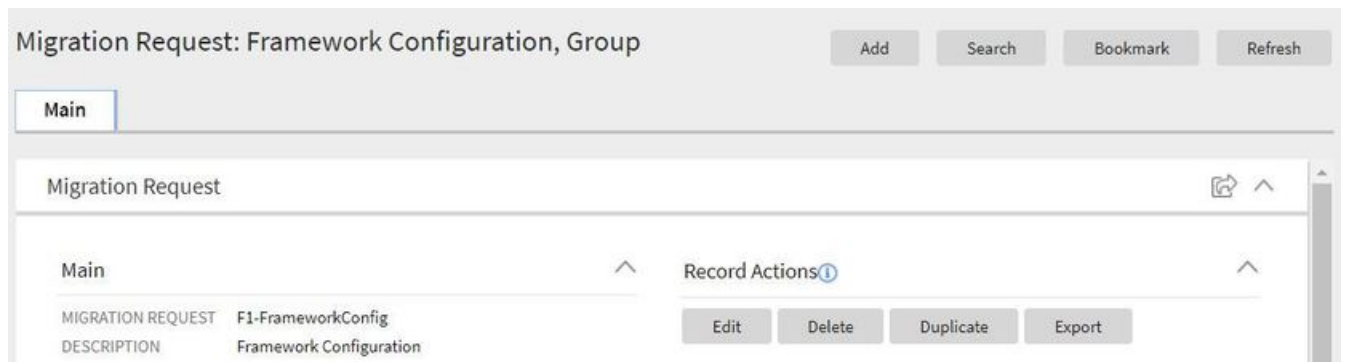 Migration Request: Framework Configuration, Group
Add Search Bookmark Refresh
Main
Migration Request
Main
MIGRATION REQUEST F1-FrameworkConfig
DESCRIPTION Framework Configuration
Record Actions
Edit Delete Duplicate Export